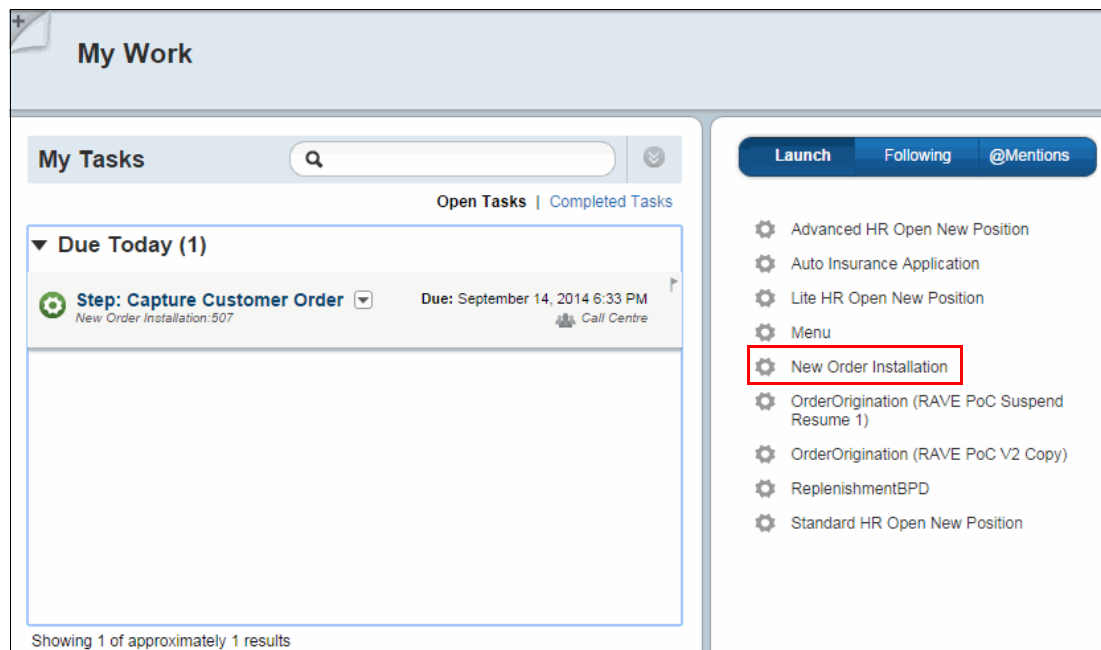 My Work
My Tasks
Open Tasks | Completed Tasks
Due Today (1)
Step: Capture Customer Order
Due: September 14, 2014 6:33 PM
New Order Installation:507
Call Centre
Showing 1 of approximately 1 results
Launch Following @Mentions
Advanced HR Open New Position
Auto Insurance Application
Lite HR Open New Position
Menu
New Order Installation
OrderOrigination (RAVE PoC Suspend
Resume 1)
OrderOrigination (RAVE PoC V2 Copy)
ReplenishmentBPD
Standard HR Open New Position